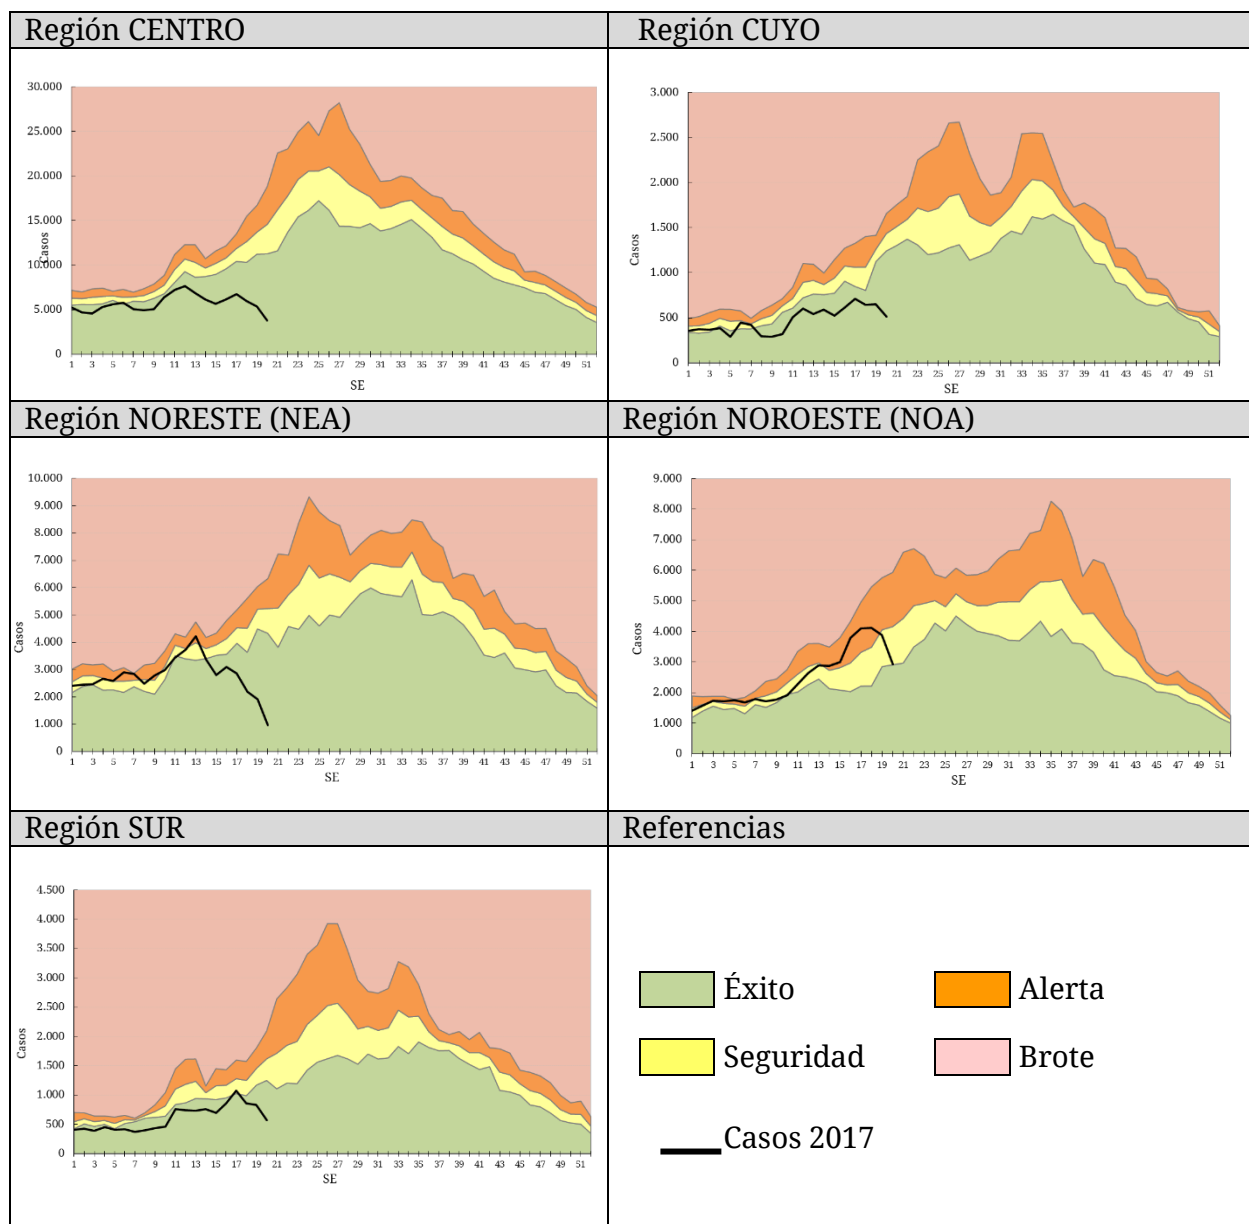 Región CENTRO
Región CUYO
30.000
25.000
20.000
15.000
10.000
5.000
0
Casos
1 3 5 7 9 11 13 15 17 19 21 23 25 27 29 31 33 35 37 39 41 43 45 47 49 51
SE
3.000
2.500
2.000
1.500
1.000
500
0
Casos
1 3 5 7 9 11 13 15 17 19 21 23 25 27 29 31 33 35 37 39 41 43 45 47 49 51
SE
Región NORESTE (NEA)
Región NOROESTE (NOA)
10.000
9.000
8.000
7.000
6.000
5.000
4.000
3.000
2.000
1.000
0
Casos
1 3 5 7 9 11 13 15 17 19 21 23 25 27 29 31 33 35 37 39 41 43 45 47 49 51
SE
9.000
8.000
7.000
6.000
5.000
4.000
3.000
2.000
1.000
0
Casos
1 3 5 7 9 11 13 15 17 19 21 23 25 27 29 31 33 35 37 39 41 43 45 47 49 51
SE
Región SUR
Referencias
4.500
4.000
3.500
3.000
2.500
2.000
1.500
1.000
500
0
Casos
1 3 5 7 9 11 13 15 17 19 21 23 25 27 29 31 33 35 37 39 41 43 45 47 49 51
SE
Éxito
Alerta
Seguridad
Brote
Casos 2017